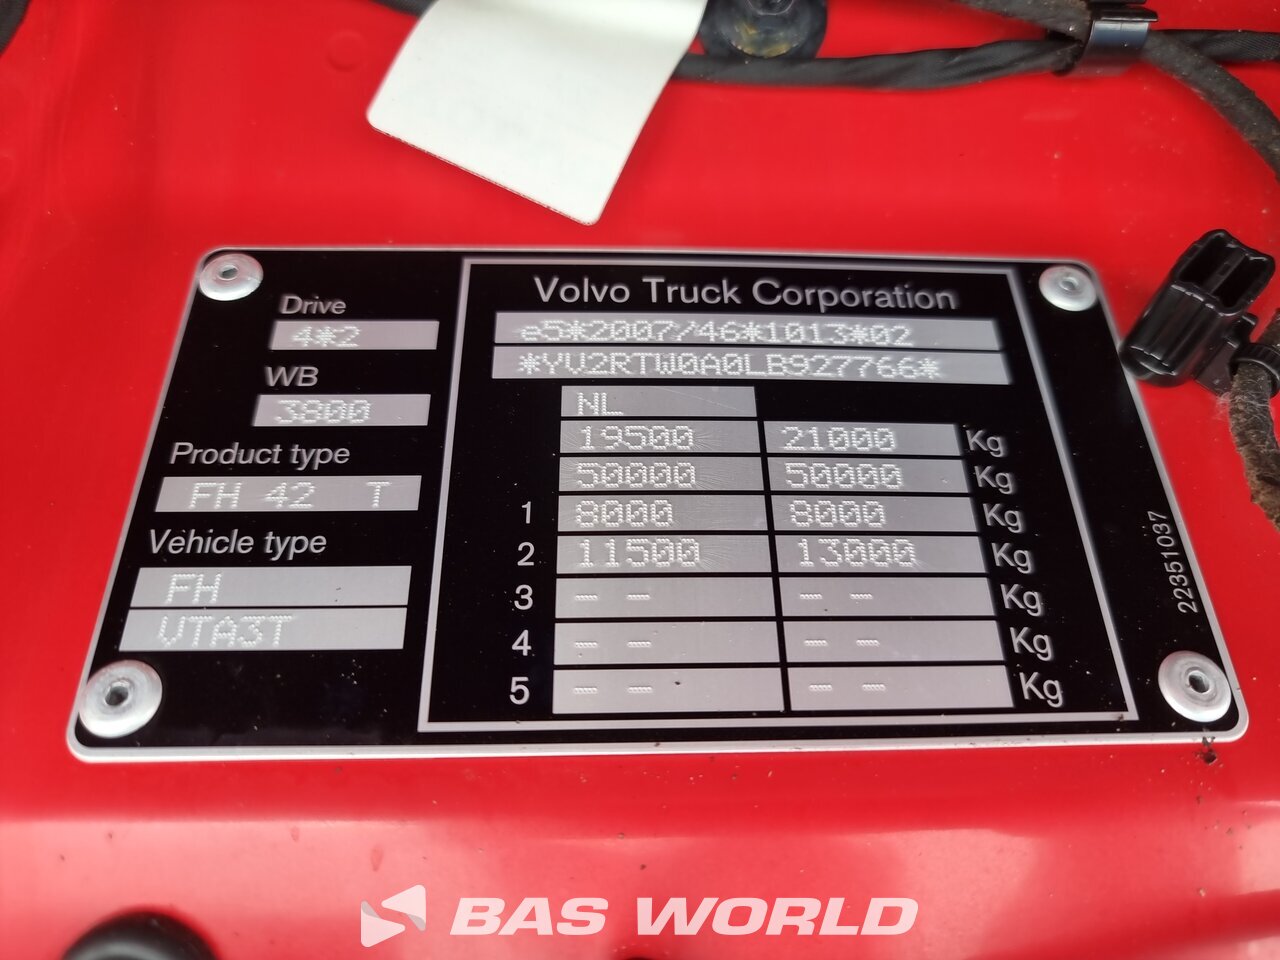 Volvo Truck Corporation
Drive
4*2
WB
3800
Product type
FH 42 T
Vehicle type
FH
VTA3T
e5*2007/46*1013*02
*YV2RTW0A0LB927766*
NL
19500 21000 Kg
50000 50000 Kg
1 8000 8000 Kg
2 11500 13000 Kg
3 -- -- -- -- Kg
4 -- -- -- -- Kg
5 -- -- -- -- Kg
22351037
BAS WORLD